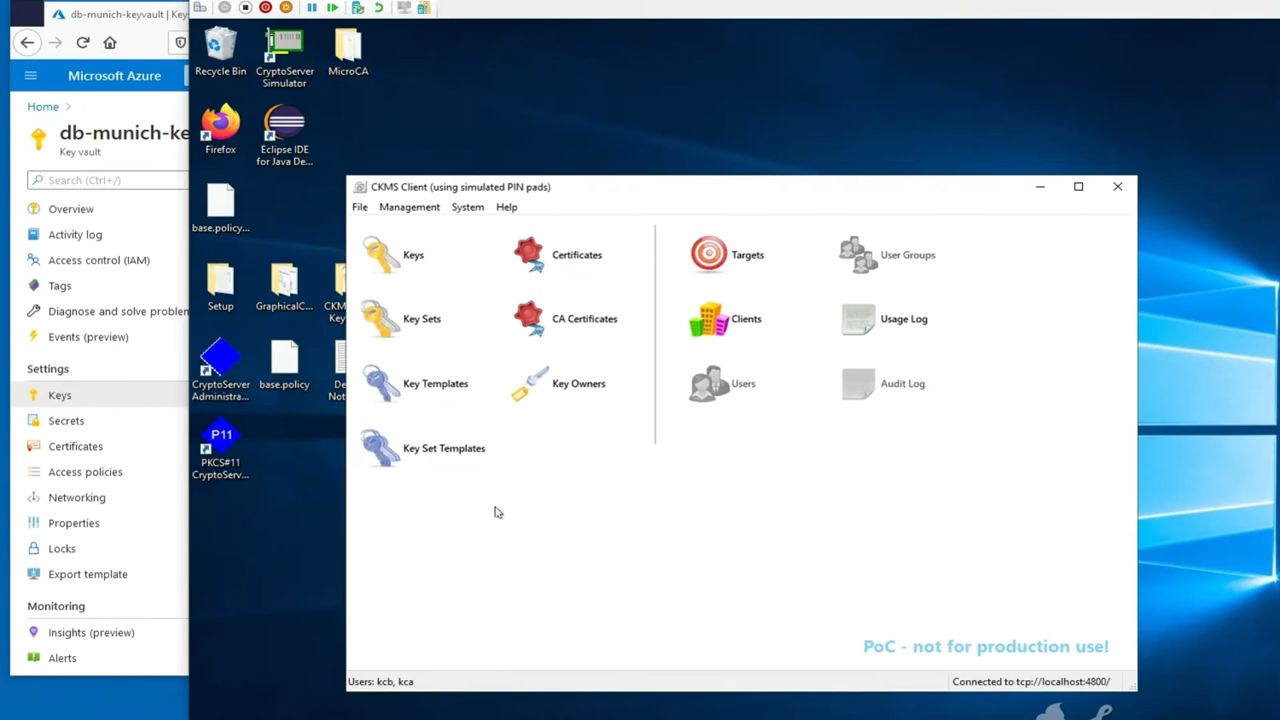 db-munich-keyvault | Key
Microsoft Azure
Home
db-munich-ke
Key vault
Search (Ctrl+/)
Overview
Activity log
Access control (IAM)
Tags
Diagnose and solve problen
Events (preview)
Settings
Keys
Secrets
Certificates
Access policies
Networking
Properties
Locks
Export template
Monitoring
Insights (preview)
Alerts
Recycle Bin
CryptoServer
Simulator
MicroCA
Firefox
Eclipse IDE
for Java De...
base.policy...
Setup
GraphicalC...
CKM
Key
CryptoServer
Administra...
base.policy
De
Not
P11
PKCS#11
CryptoServ...
CKMS Client (using simulated PIN pads)
File Management System Help
Keys
Certificates
Targets
User Groups
Key Sets
CA Certificates
Clients
Usage Log
Key Templates
Key Owners
Users
Audit Log
Key Set Templates
PoC - not for production use!
Users: kcb, kca
Connected to tcp://localhost:4800/